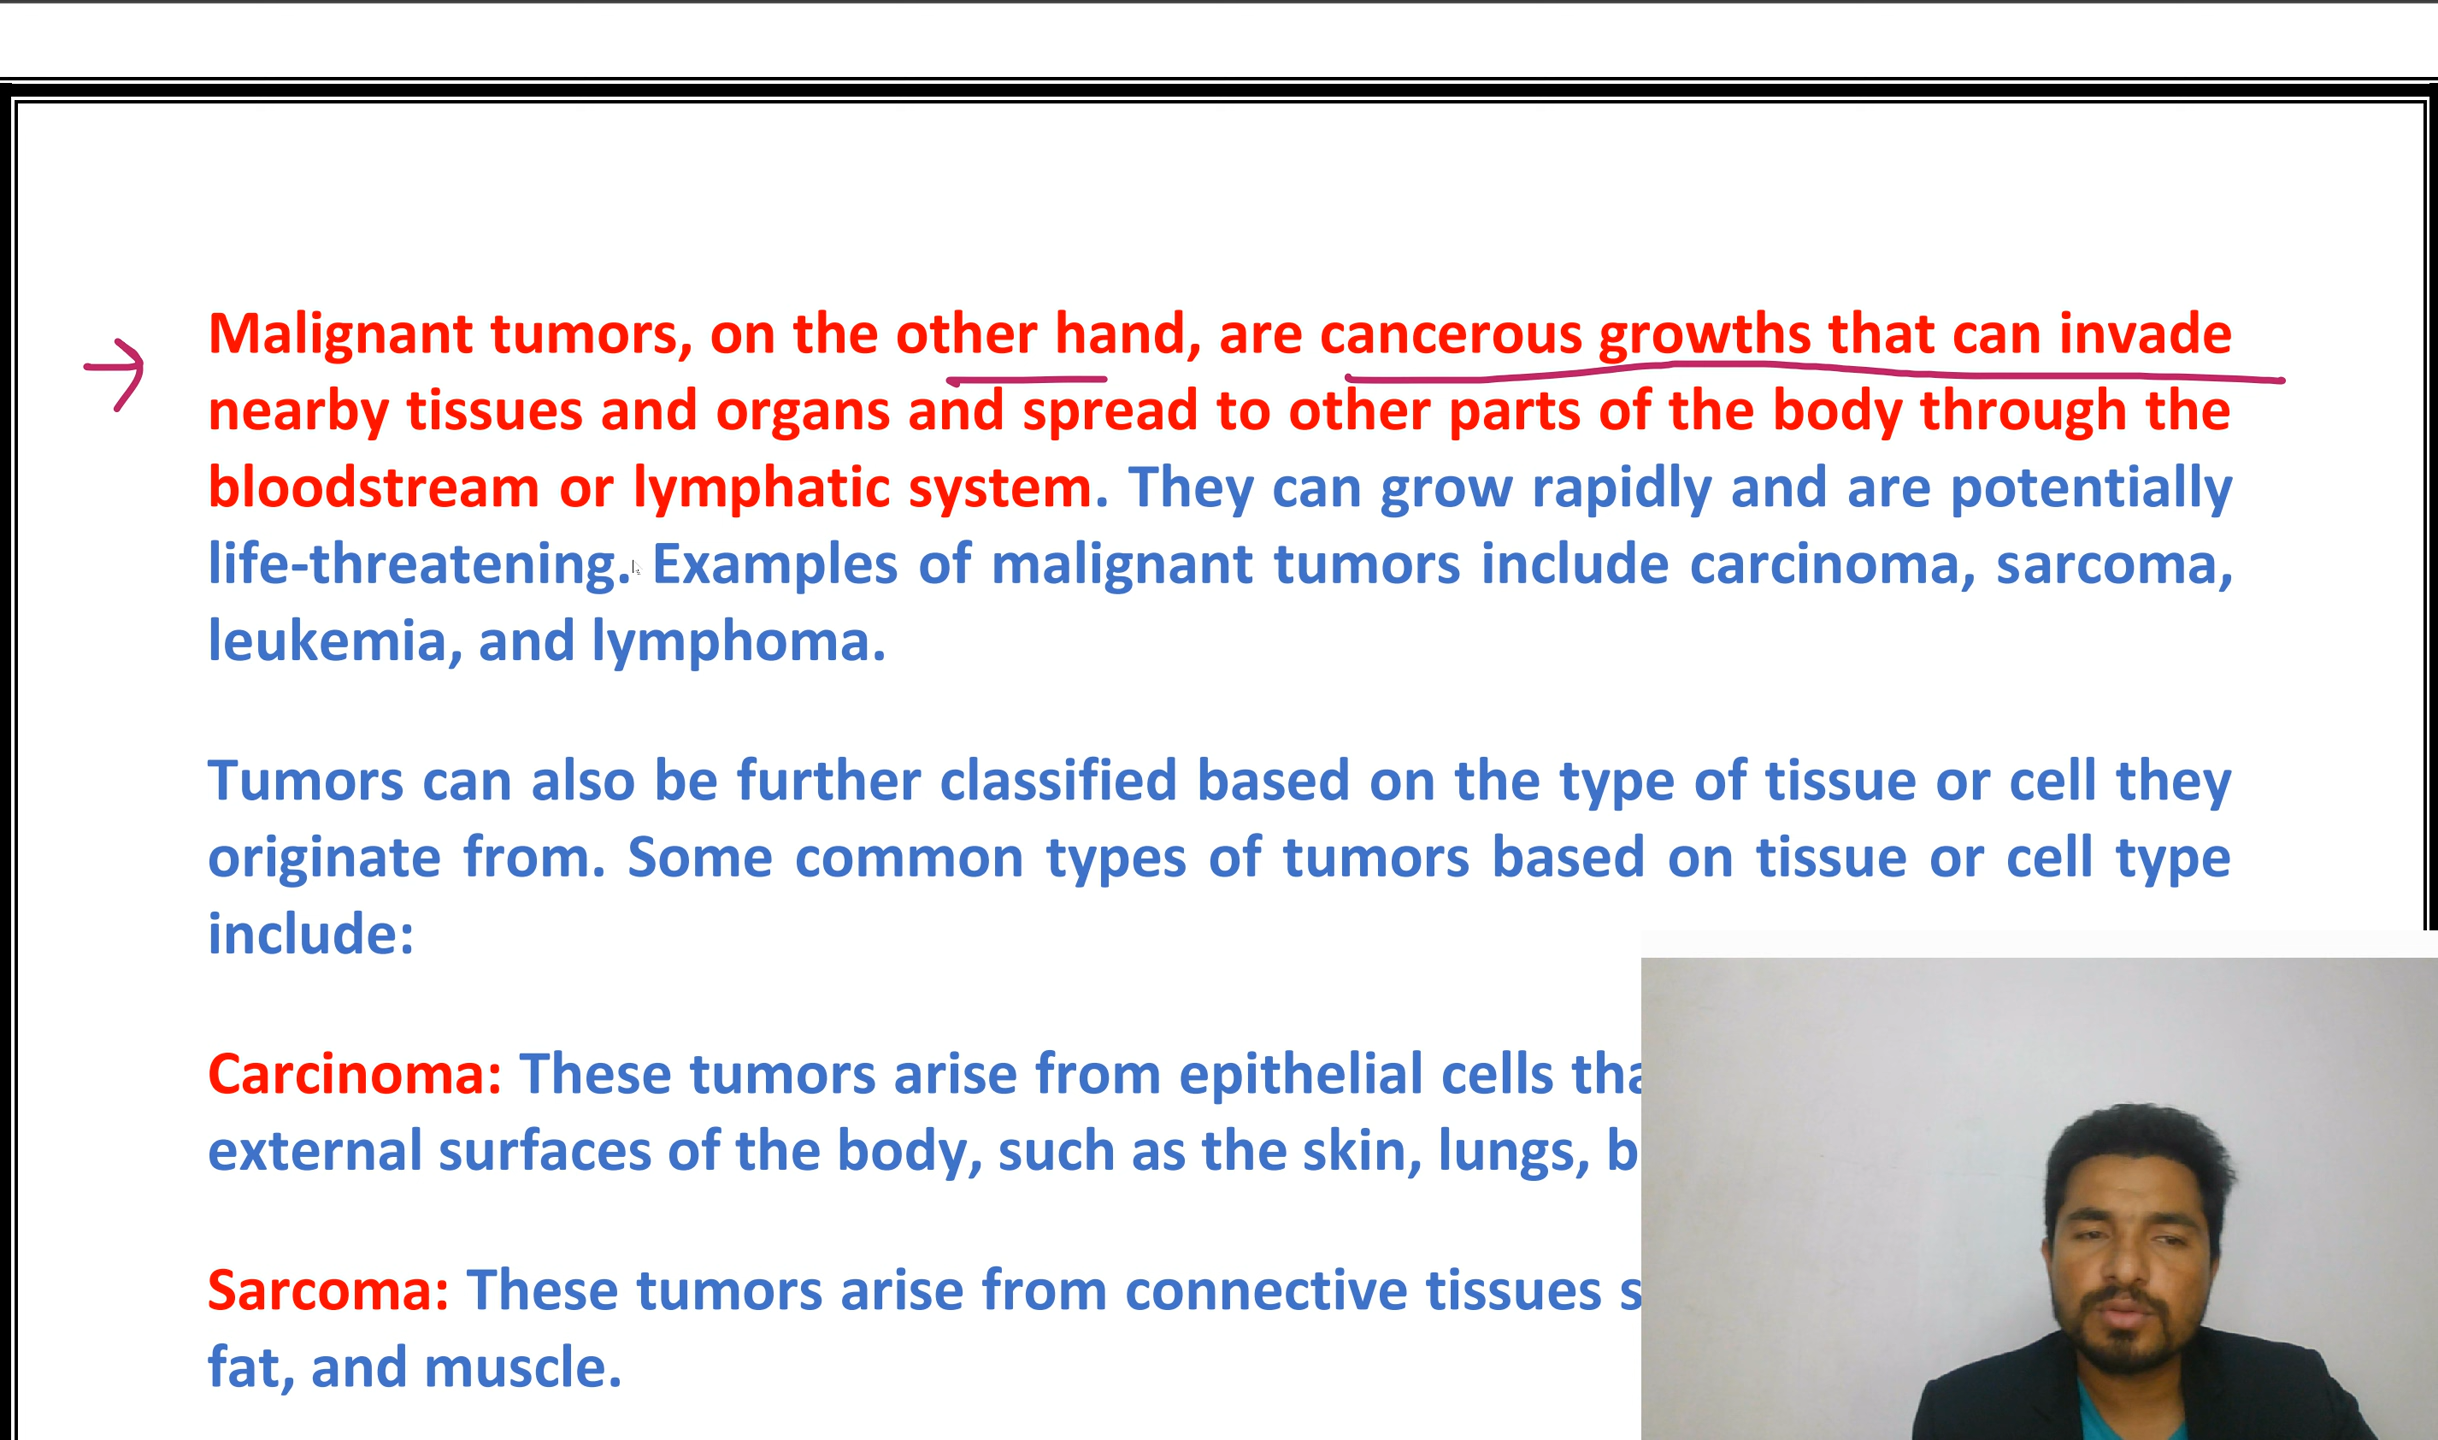 Malignant tumors, on the other hand, are cancerous growths that can invade
nearby tissues and organs and spread to other parts of the body through the
bloodstream or lymphatic system. They can grow rapidly and are potentially
life-threatening. Examples of malignant tumors include carcinoma, sarcoma,
leukemia, and lymphoma.
Tumors can also be further classified based on the type of tissue or cell they
originate from. Some common types of tumors based on tissue or cell type
include:
Carcinoma: These tumors arise from epithelial cells
external surfaces of the body, such as the skin, lungs,
Sarcoma: These tumors arise from connective tissues
fat, and muscle.